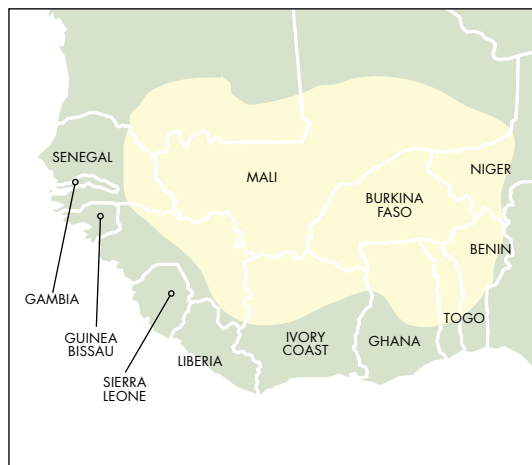 SENEGAL
MALI
NIGER
BURKINA
FASO
BENIN
GAMBIA
GUINEA
BISSAU
SIERRA
LEONE
LIBERIA
IVORY
COAST
GHANA
TOGO